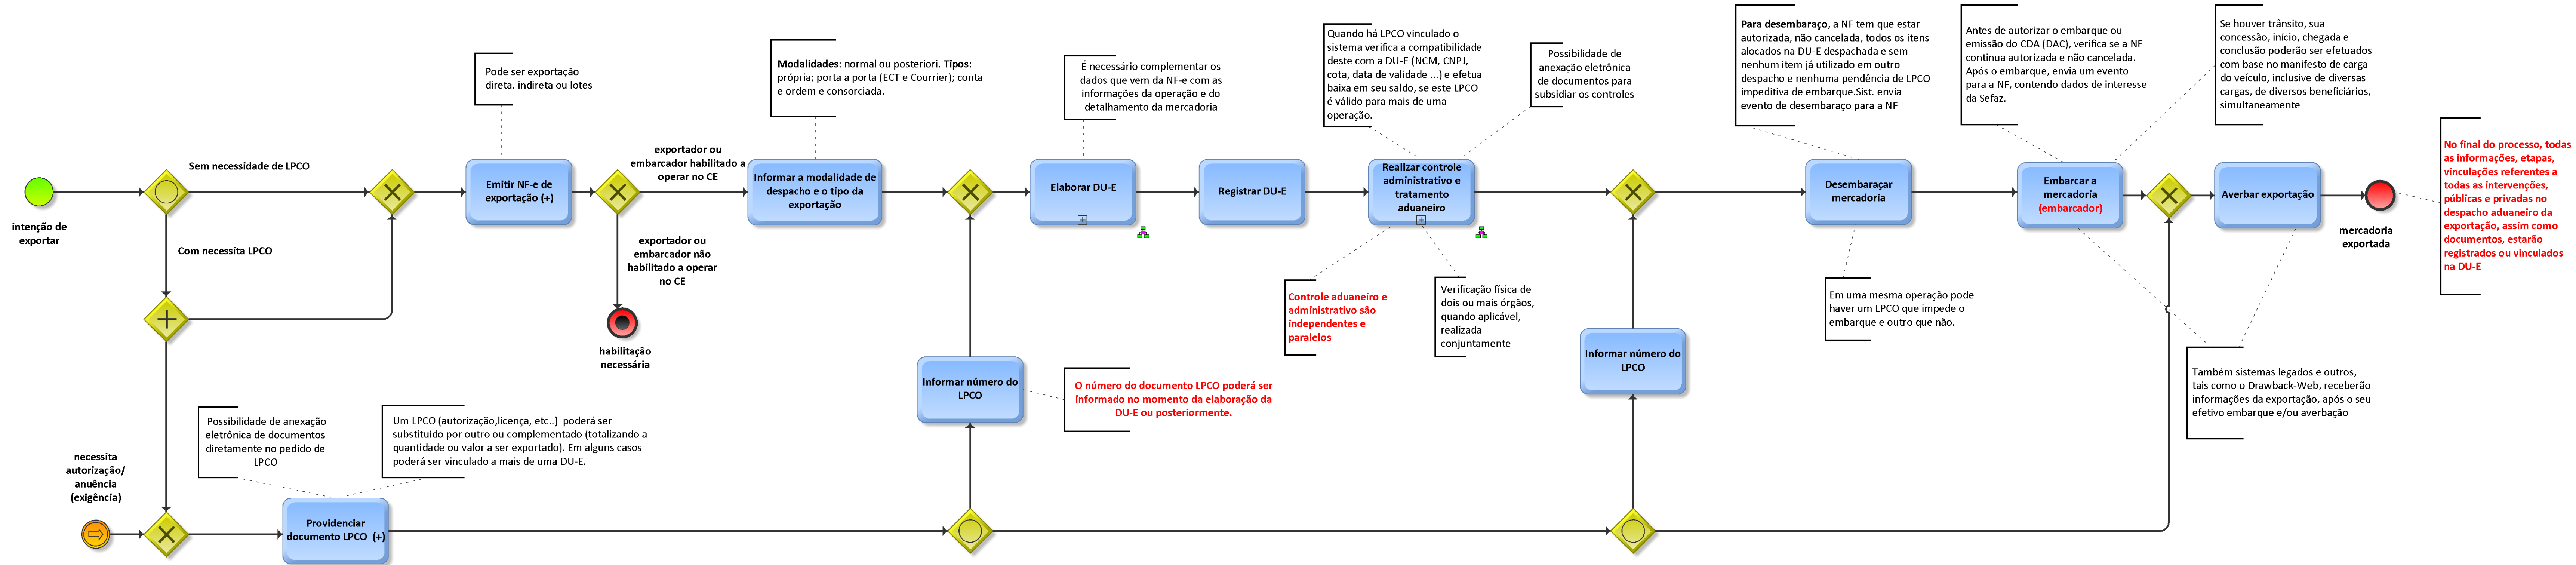 Pode ser exportação
direta, indireta ou lotes
Modalidades: normal ou posteriori. Tipos:
própria; porta a porta (ECT e Courrier); conta
e ordem e consorciada.
É necessário complementar os
dados que vem da NF-e com as
informações da operação e do
detalhamento da mercadoria
Quando há LPCO vinculado o
sistema verifica a compatibilidade
deste com a DU-E (NCM, CNPJ,
cota, data de validade ...) e efetua
baixa em seu saldo, se este LPCO
é válido para mais de uma
operação.
Possibilidade de
anexação eletrônica
de documentos para
subsidiar os controles
Para desembaraço, a NF tem que estar
autorizada, não cancelada, todos os itens
alocados na DU-E despachada e sem
nenhum item já utilizado em outro
despacho e nenhuma pendência de LPCO
impeditiva de embarque.Sist. envia
evento de desembaraço para a NF
Antes de autorizar o embarque ou
emissão do CDA (DAC), verifica se a NF
continua autorizada e não cancelada.
Após o embarque, envia um evento
para a NF, contendo dados de interesse
da Sefaz.
Se houver trânsito, sua
concessão, início, chegada e
conclusão poderão ser efetuados
com base no manifesto de carga
do veículo, inclusive de diversas
cargas, de diversos beneficiários,
simultaneamente
intenção de
exportar
Sem necessidade de LPCO
Com necessita LPCO
Emitir NF-e de
exportação (+)
exportador ou
embarcador habilitado a
operar no CE
exportador ou
embarcador não
habilitado a operar
no CE
habilitação
necessária
Informar a modalidade de
despacho e o tipo da
exportação
Elaborar DU-E
Registrar DU-E
Realizar controle
administrativo e
tratamento
aduaneiro
Desembaraçar
mercadoria
Embarcar a
mercadoria
(embarcador)
Averbar exportação
mercadoria
exportada
No final do processo, todas
as informações, etapas,
vinculações referentes a
todas as intervenções,
públicas e privadas no
despacho aduaneiro da
exportação, assim como
documentos, estarão
registrados ou vinculados
na DU-E
Controle aduaneiro e
administrativo são
independentes e
paralelos
Verificação física de
dois ou mais órgãos,
quando aplicável,
realizada
conjuntamente
Em uma mesma operação pode
haver um LPCO que impede o
embarque e outro que não.
Informar número do
LPCO
O número do documento LPCO poderá ser
informado no momento da elaboração da
DU-E ou posteriormente.
Informar número do
LPCO
Também sistemas legados e outros,
tais como o Drawback-Web, receberão
informações da exportação, após o seu
efetivo embarque e/ou averbação
necessita
autorização/
anuência
(exigência)
Possibilidade de anexação
eletrônica de documentos
diretamente no pedido de
LPCO
Um LPCO (autorização,licença, etc..) poderá ser
substituído por outro ou complementado (totalizando a
quantidade ou valor a ser exportado). Em alguns casos
poderá ser vinculado a mais de uma DU-E.
Providenciar
documento LPCO (+)